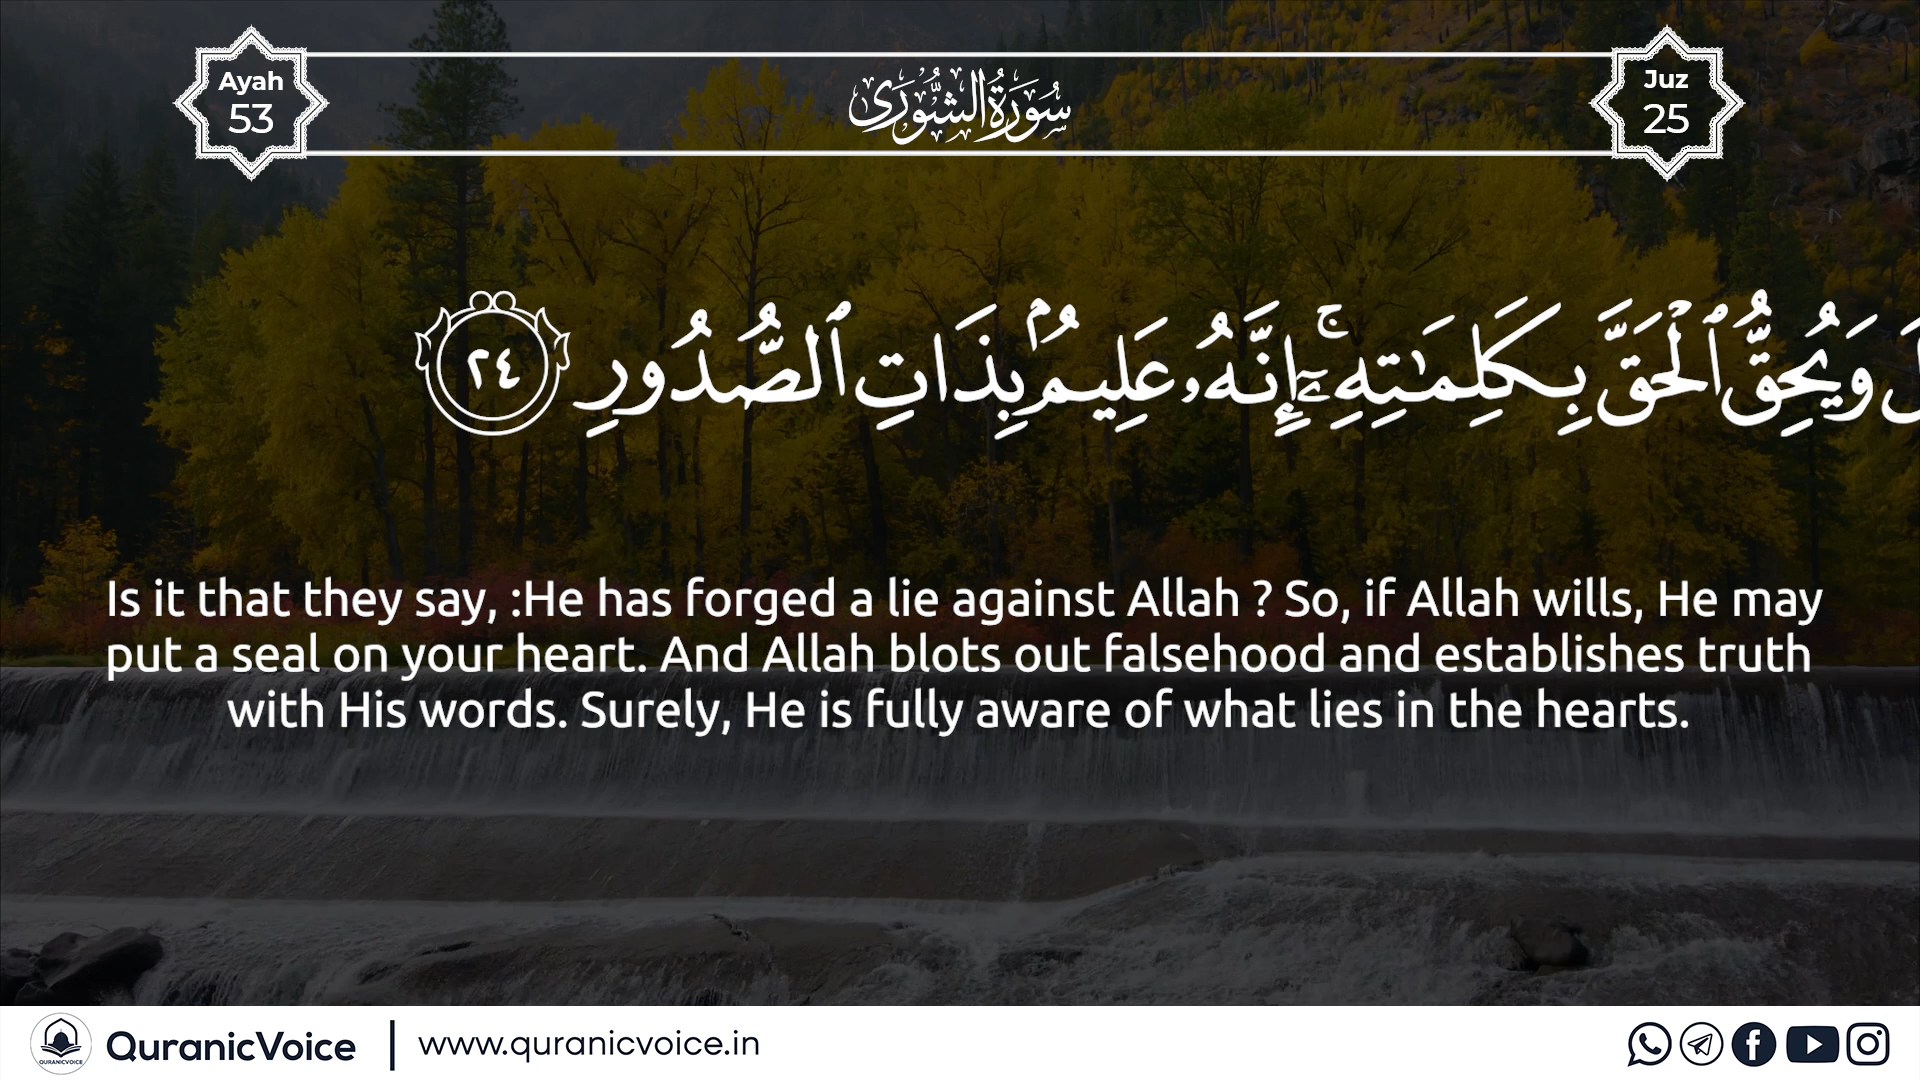 Ayah
53
سُورَةُ الشُّورَى
Juz
25
وَيُحِقُّ ٱلْحَقَّ بِكَلِمَـٰتِهِۦٓ ۚ إِنَّهُۥ عَلِيمٌۢ بِذَاتِ ٱلصُّدُورِ ٢٤
Is it that they say, :He has forged a lie against Allah ? So, if Allah wills, He may
put a seal on your heart. And Allah blots out falsehood and establishes truth
with His words. Surely, He is fully aware of what lies in the hearts.
QURANICVOICE
QuranicVoice | www.quranicvoice.in